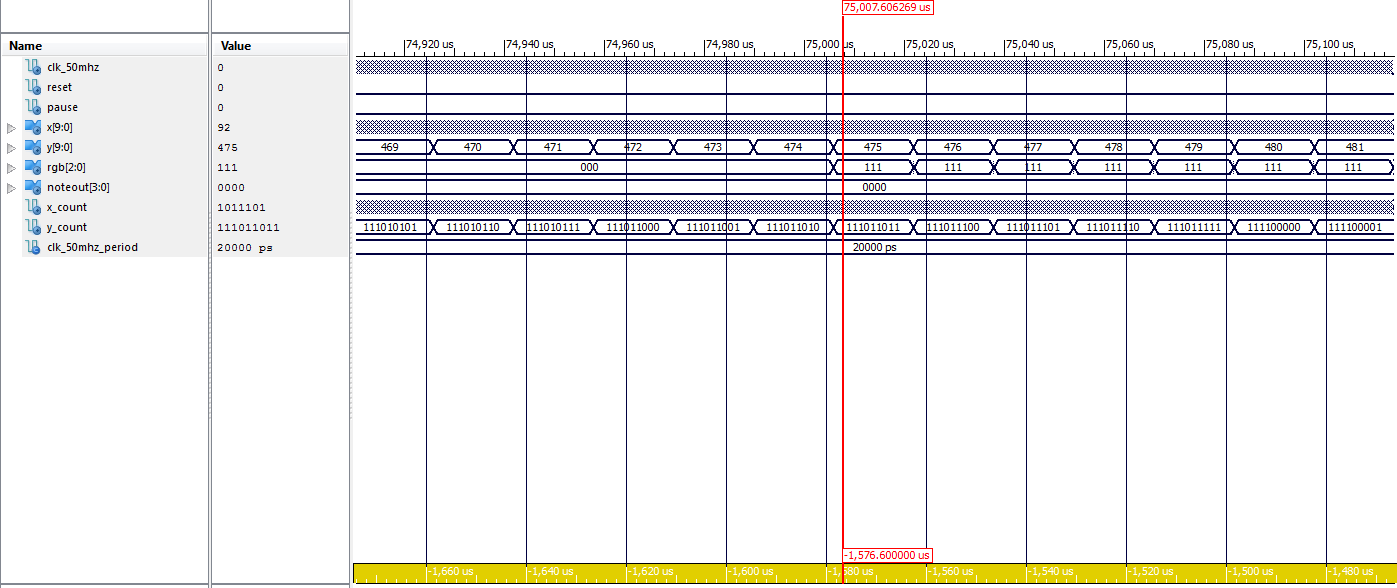 75,007.606269 us
Name Value 74,920 us 74,940 us 74,960 us 74,980 us 75,000 us 75,020 us 75,040 us 75,060 us 75,080 us 75,100 us
clk_50mhz 0
reset 0
pause 0
x[9:0] 92
y[9:0] 475 469 470 471 472 473 474 475 476 477 478 479 480 481
rgb[2:0] 111 000 111 111 111 111 111 111 111
noteout[3:0] 0000 0000
x_count 1011101
y_count 111011011 111010101 111010110 111010111 111011000 111011001 111011010 111011011 111011100 111011101 111011110 111011111 111100000 111100001
clk_50mhz_period 20000 ps 20000 ps
-1,576.600000 us
-1,660 us -1,640 us -1,620 us -1,600 us -1,580 us -1,560 us -1,540 us -1,520 us -1,500 us -1,480 us